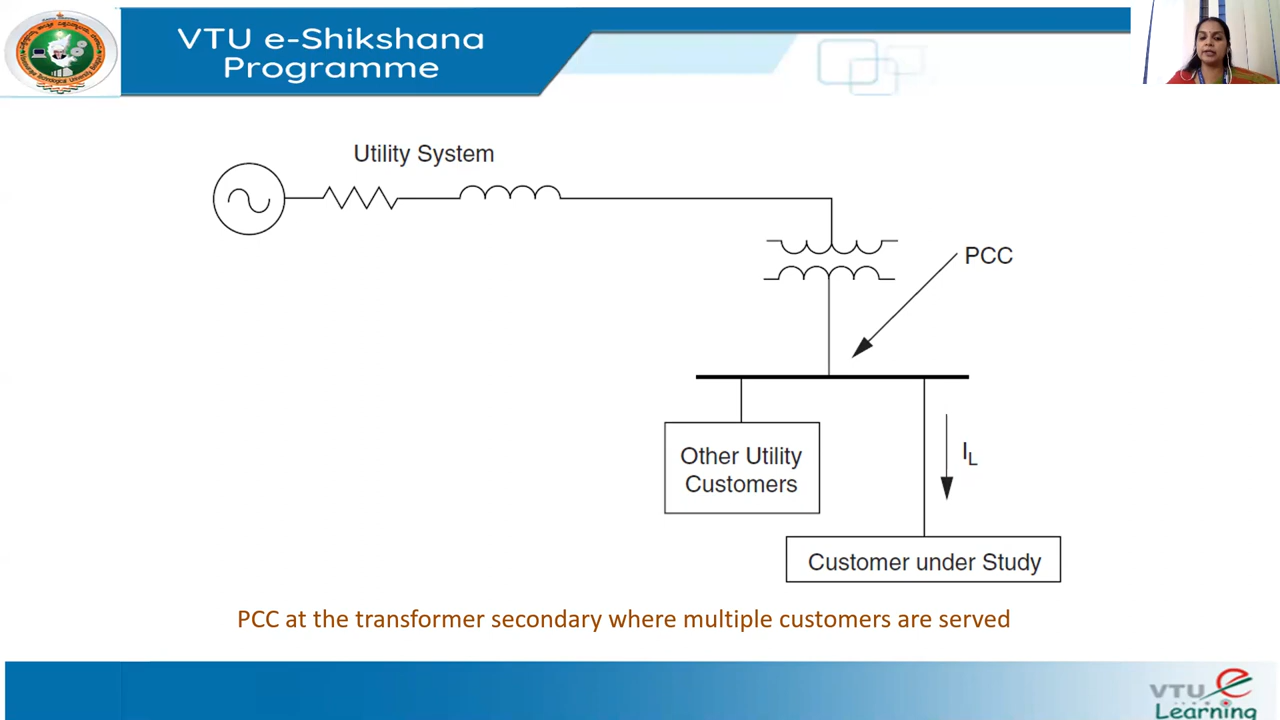 VTU e-Shikshana
Programme
Utility System
PCC
Other Utility
Customers
I_L
Customer under Study
PCC at the transformer secondary where multiple customers are served
VTU e
Learning